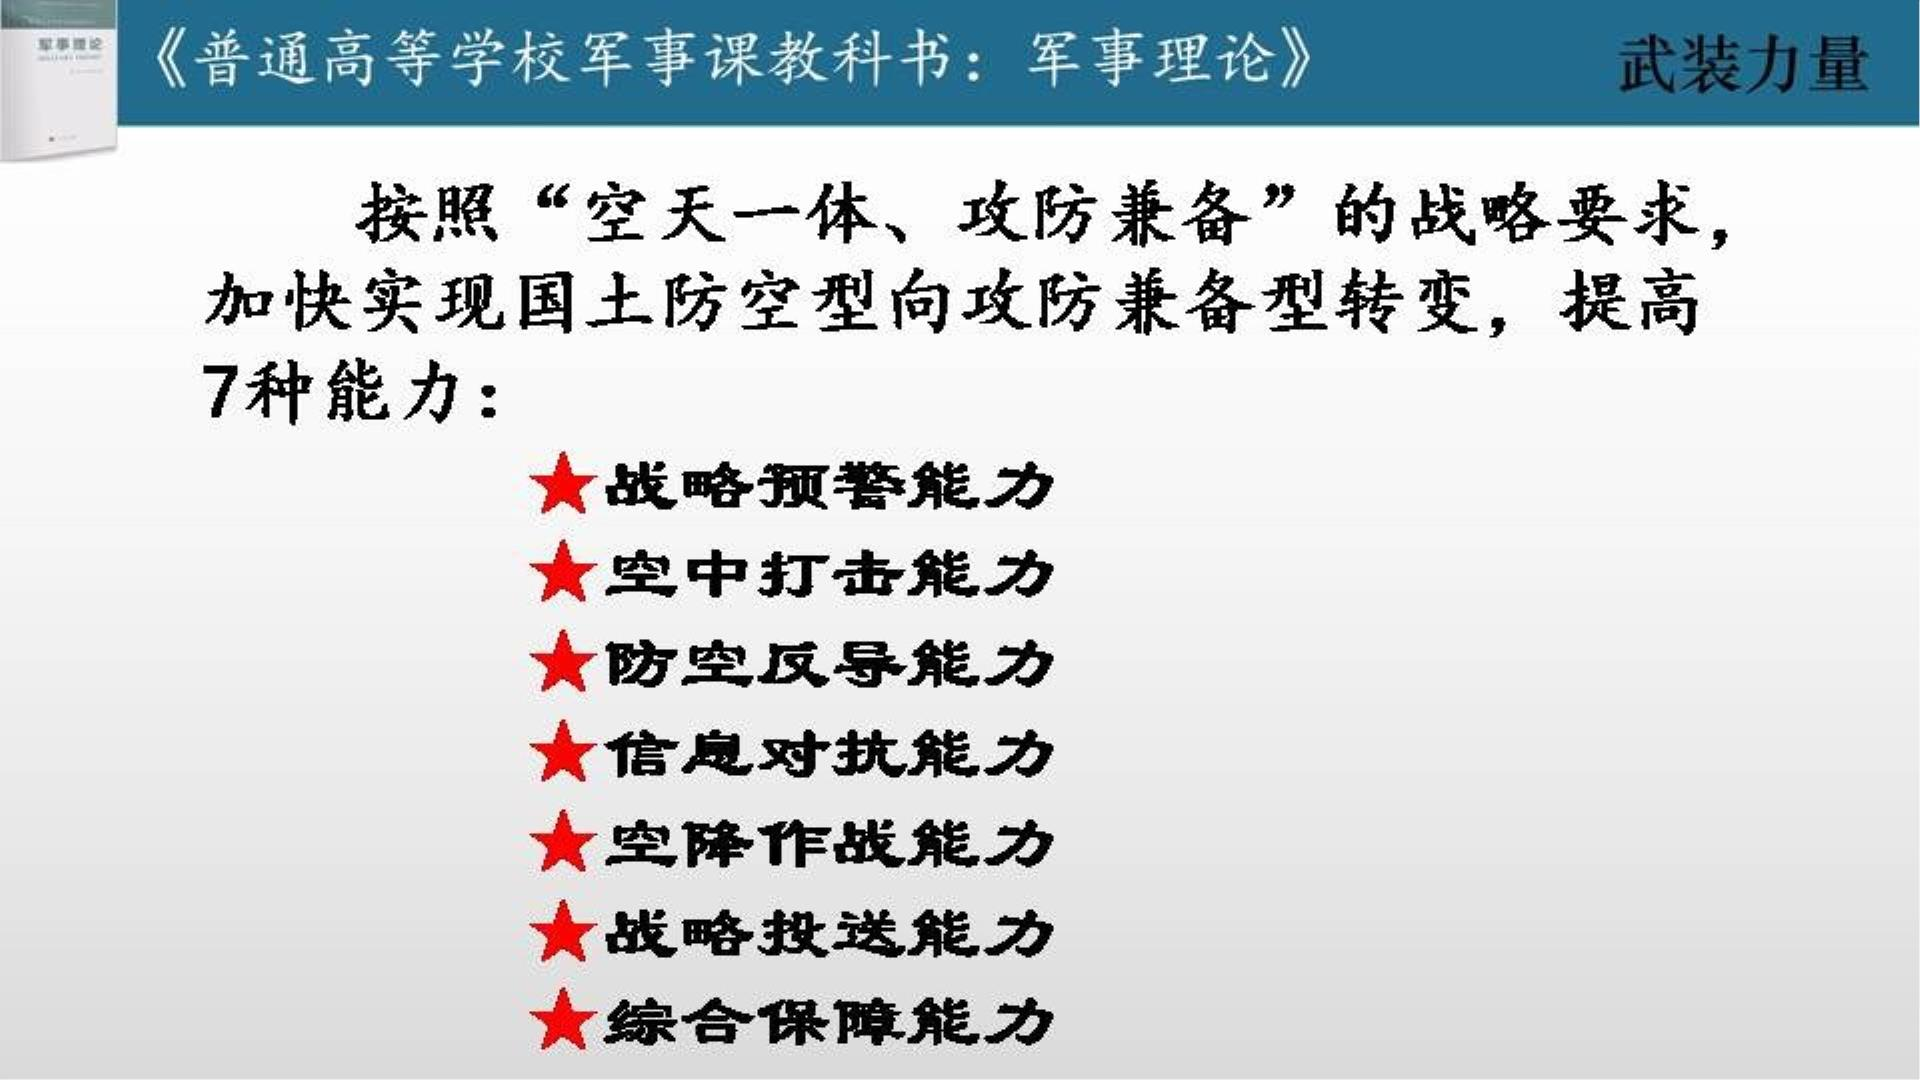 军事理论
《普通高等学校军事课教科书：军事理论》
武装力量
按照“空天一体、攻防兼备”的战略要求，
加快实现国土防空型向攻防兼备型转变，提高
7种能力：
★战略预警能力
★空中打击能力
★防空反导能力
★信息对抗能力
★空降作战能力
★战略投送能力
★综合保障能力